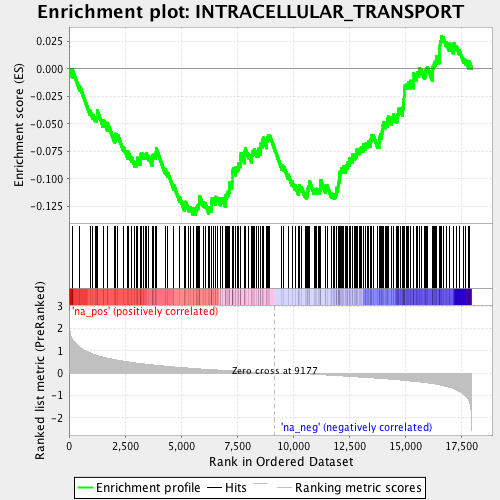 Enrichment plot: INTRACELLULAR_TRANSPORT
Enrichment score (ES)
0.025
0.000
-0.025
-0.050
-0.075
-0.100
-0.125
'na_pos' (positively correlated)
Ranked list metric (PreRanked)
3
2
1
0
-1
-2
Zero cross at 9177
'na_neg' (negatively correlated)
0
2,500
5,000
7,500
10,000
12,500
15,000
17,500
Rank in Ordered Dataset
Enrichment profile
Hits
Ranking metric scores